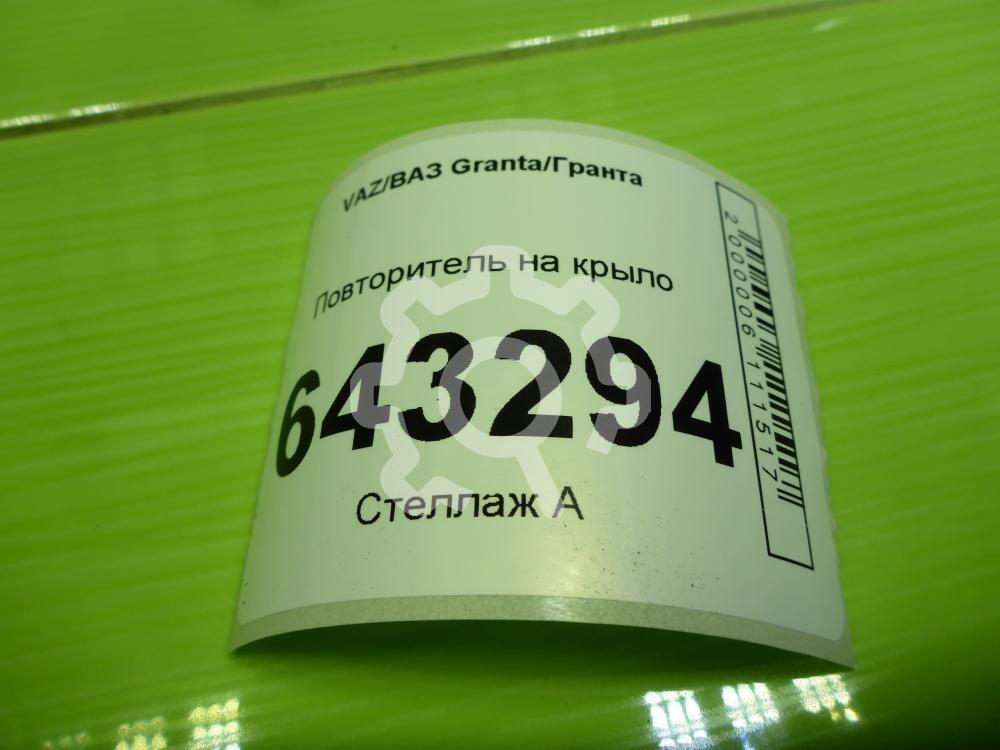 VAZ/ВАЗ Granta/Гранта
Повторитель на крыло
643294
Стеллаж А
2000006111517